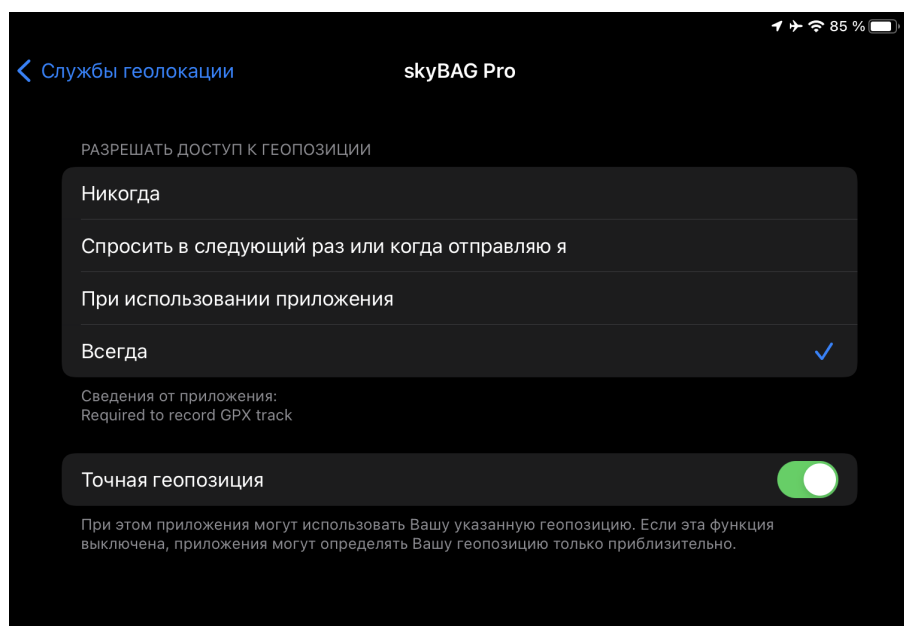 85 %
Службы геолокации
skyBAG Pro
РАЗРЕШАТЬ ДОСТУП К ГЕОПОЗИЦИИ
Никогда
Спросить в следующий раз или когда отправляю я
При использовании приложения
Всегда
Сведения от приложения:
Required to record GPX track
Точная геопозиция
При этом приложения могут использовать Вашу указанную геопозицию. Если эта функция
выключена, приложения могут определять Вашу геопозицию только приблизительно.